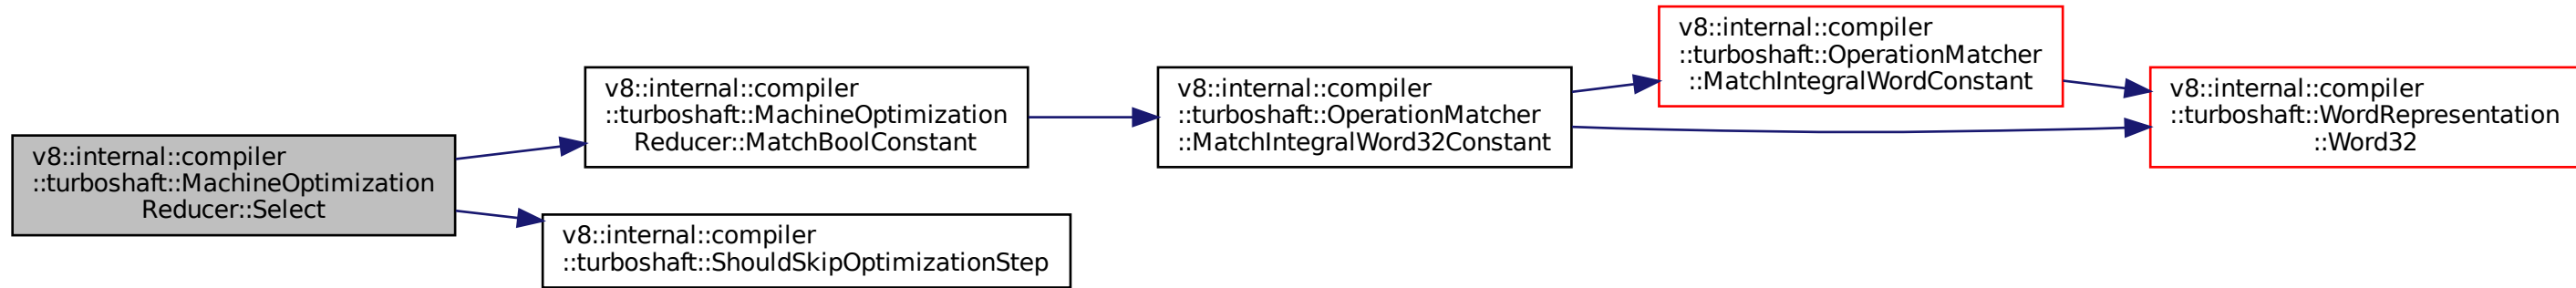 v8::internal::compiler
::turboshaft::MachineOptimization
Reducer::Select
v8::internal::compiler
::turboshaft::MachineOptimization
Reducer::MatchBoolConstant
v8::internal::compiler
::turboshaft::ShouldSkipOptimizationStep
v8::internal::compiler
::turboshaft::OperationMatcher
::MatchIntegralWord32Constant
v8::internal::compiler
::turboshaft::OperationMatcher
::MatchIntegralWordConstant
v8::internal::compiler
::turboshaft::WordRepresentation
::Word32